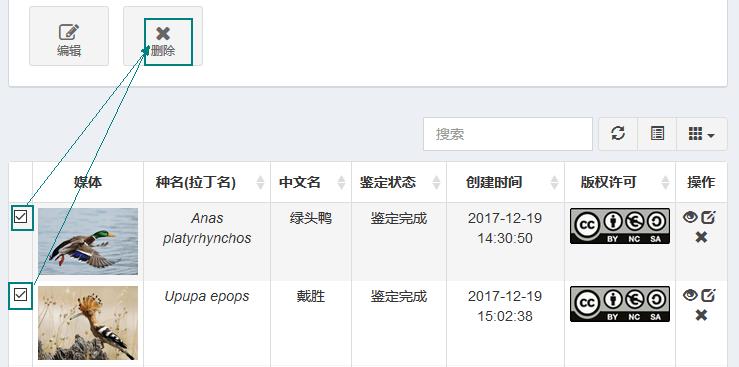 编辑
删除
搜索
媒体 种名(拉丁名) 中文名 鉴定状态 创建时间 版权许可 操作
Anas platyrhynchos 绿头鸭 鉴定完成 2017-12-19 14:30:50 cc BY NC SA
Upupa epops 戴胜 鉴定完成 2017-12-19 15:02:38 cc BY NC SA